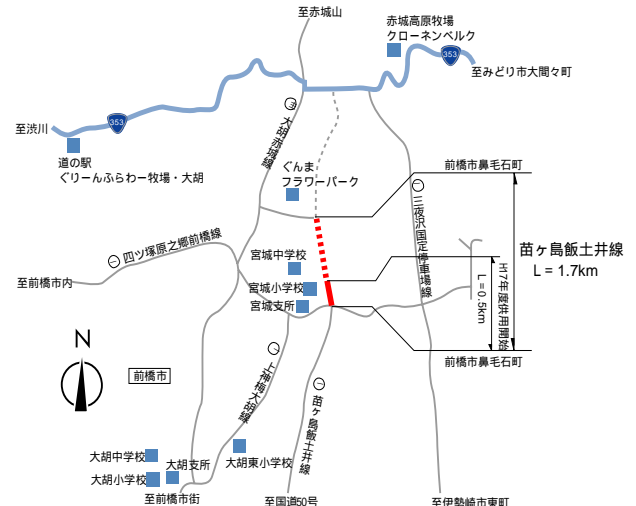 至赤城山
赤城高原牧場
クローネンベルク
353
至みどり市大間々町
至渋川
353
道の駅
ぐりーんふらわー牧場・大胡
大胡赤城線
ぐんま
フラワーパーク
前橋市鼻毛石町
(一)三夜沢国定停車場線
苗ヶ島飯土井線
L = 1.7km
H17年度供用開始
L=0.5km
(一)四ツ塚原之郷前橋線
宮城中学校
宮城小学校
宮城支所
至前橋市内
前橋市鼻毛石町
N
前橋市
(一)上神梅大胡線
(一)苗ヶ島飯土井線
大胡中学校
大胡支所
大胡小学校
大胡東小学校
至前橋市街
至国道50号
至伊勢崎市東町